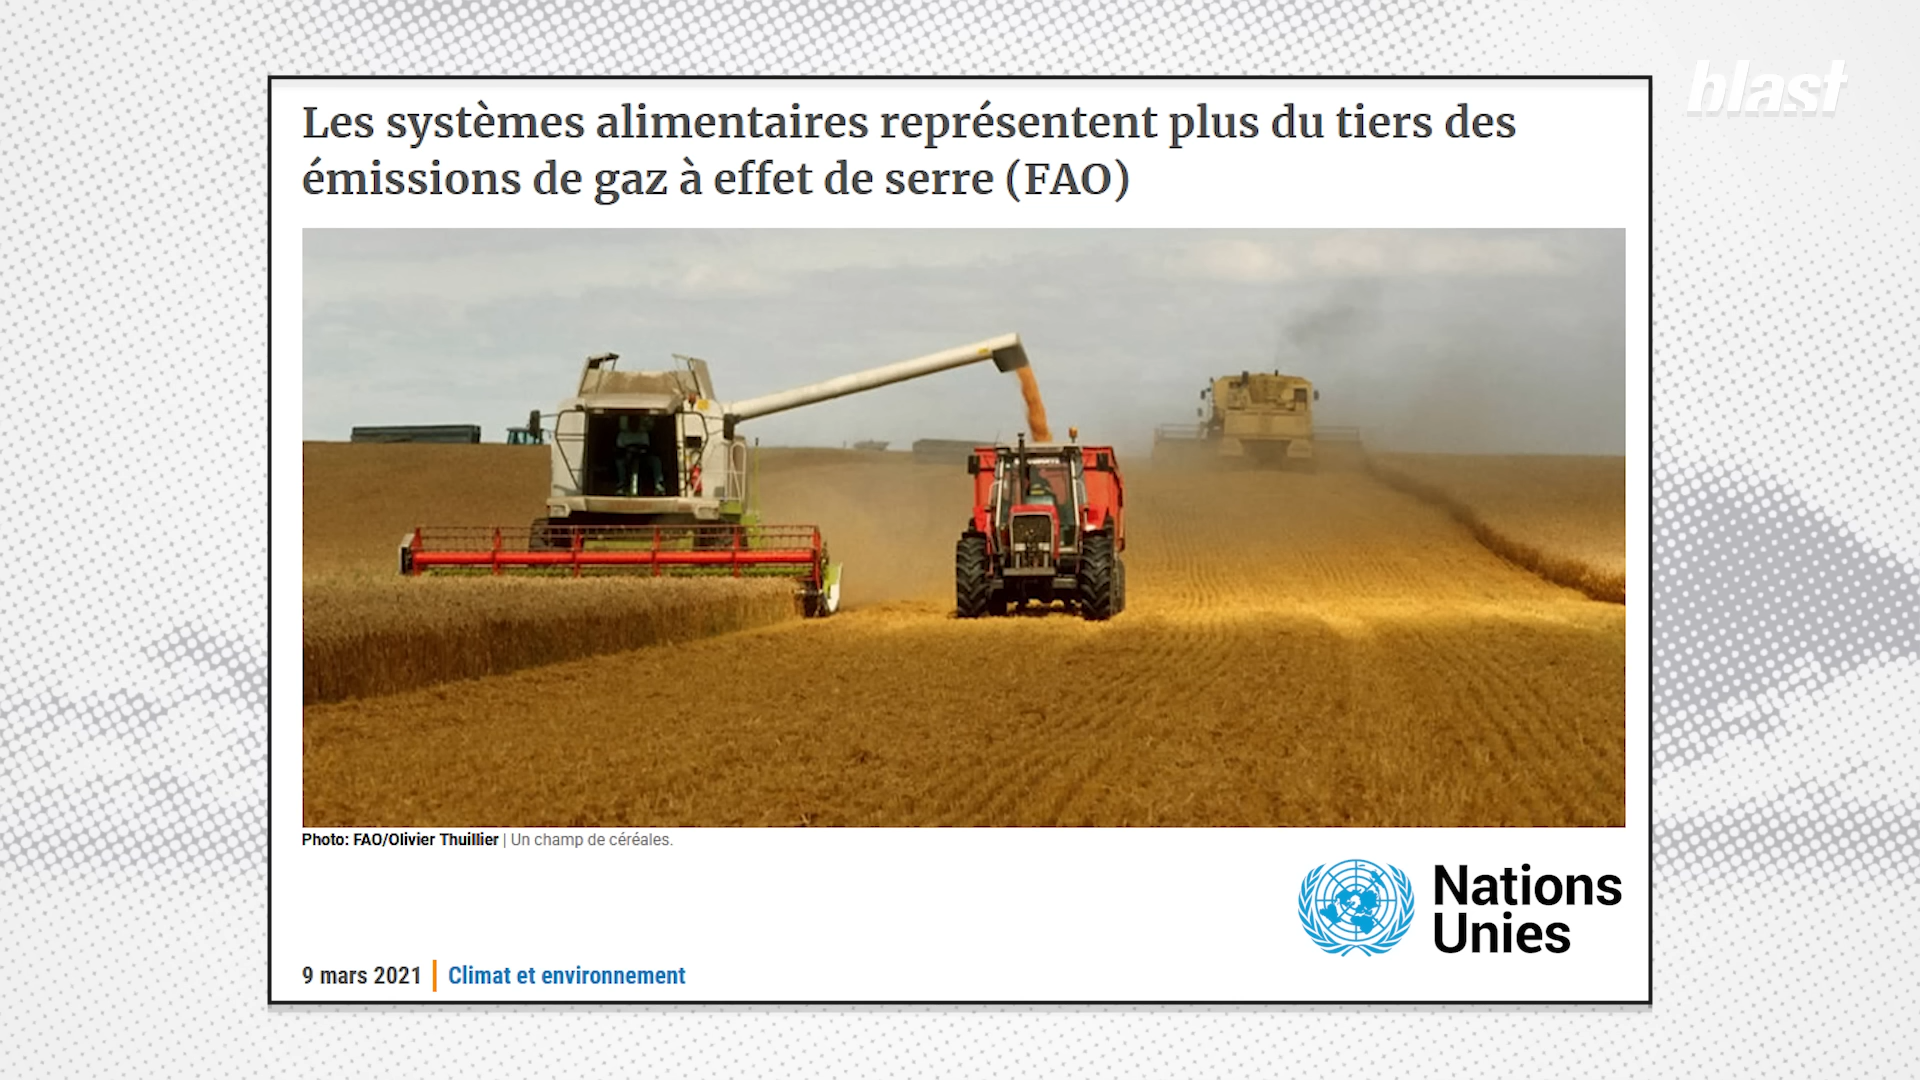 blast
Les systèmes alimentaires représentent plus du tiers des
émissions de gaz à effet de serre (FAO)
Photo: FAO/Olivier Thuillier | Un champ de céréales.
Nations
Unies
9 mars 2021 | Climat et environnement